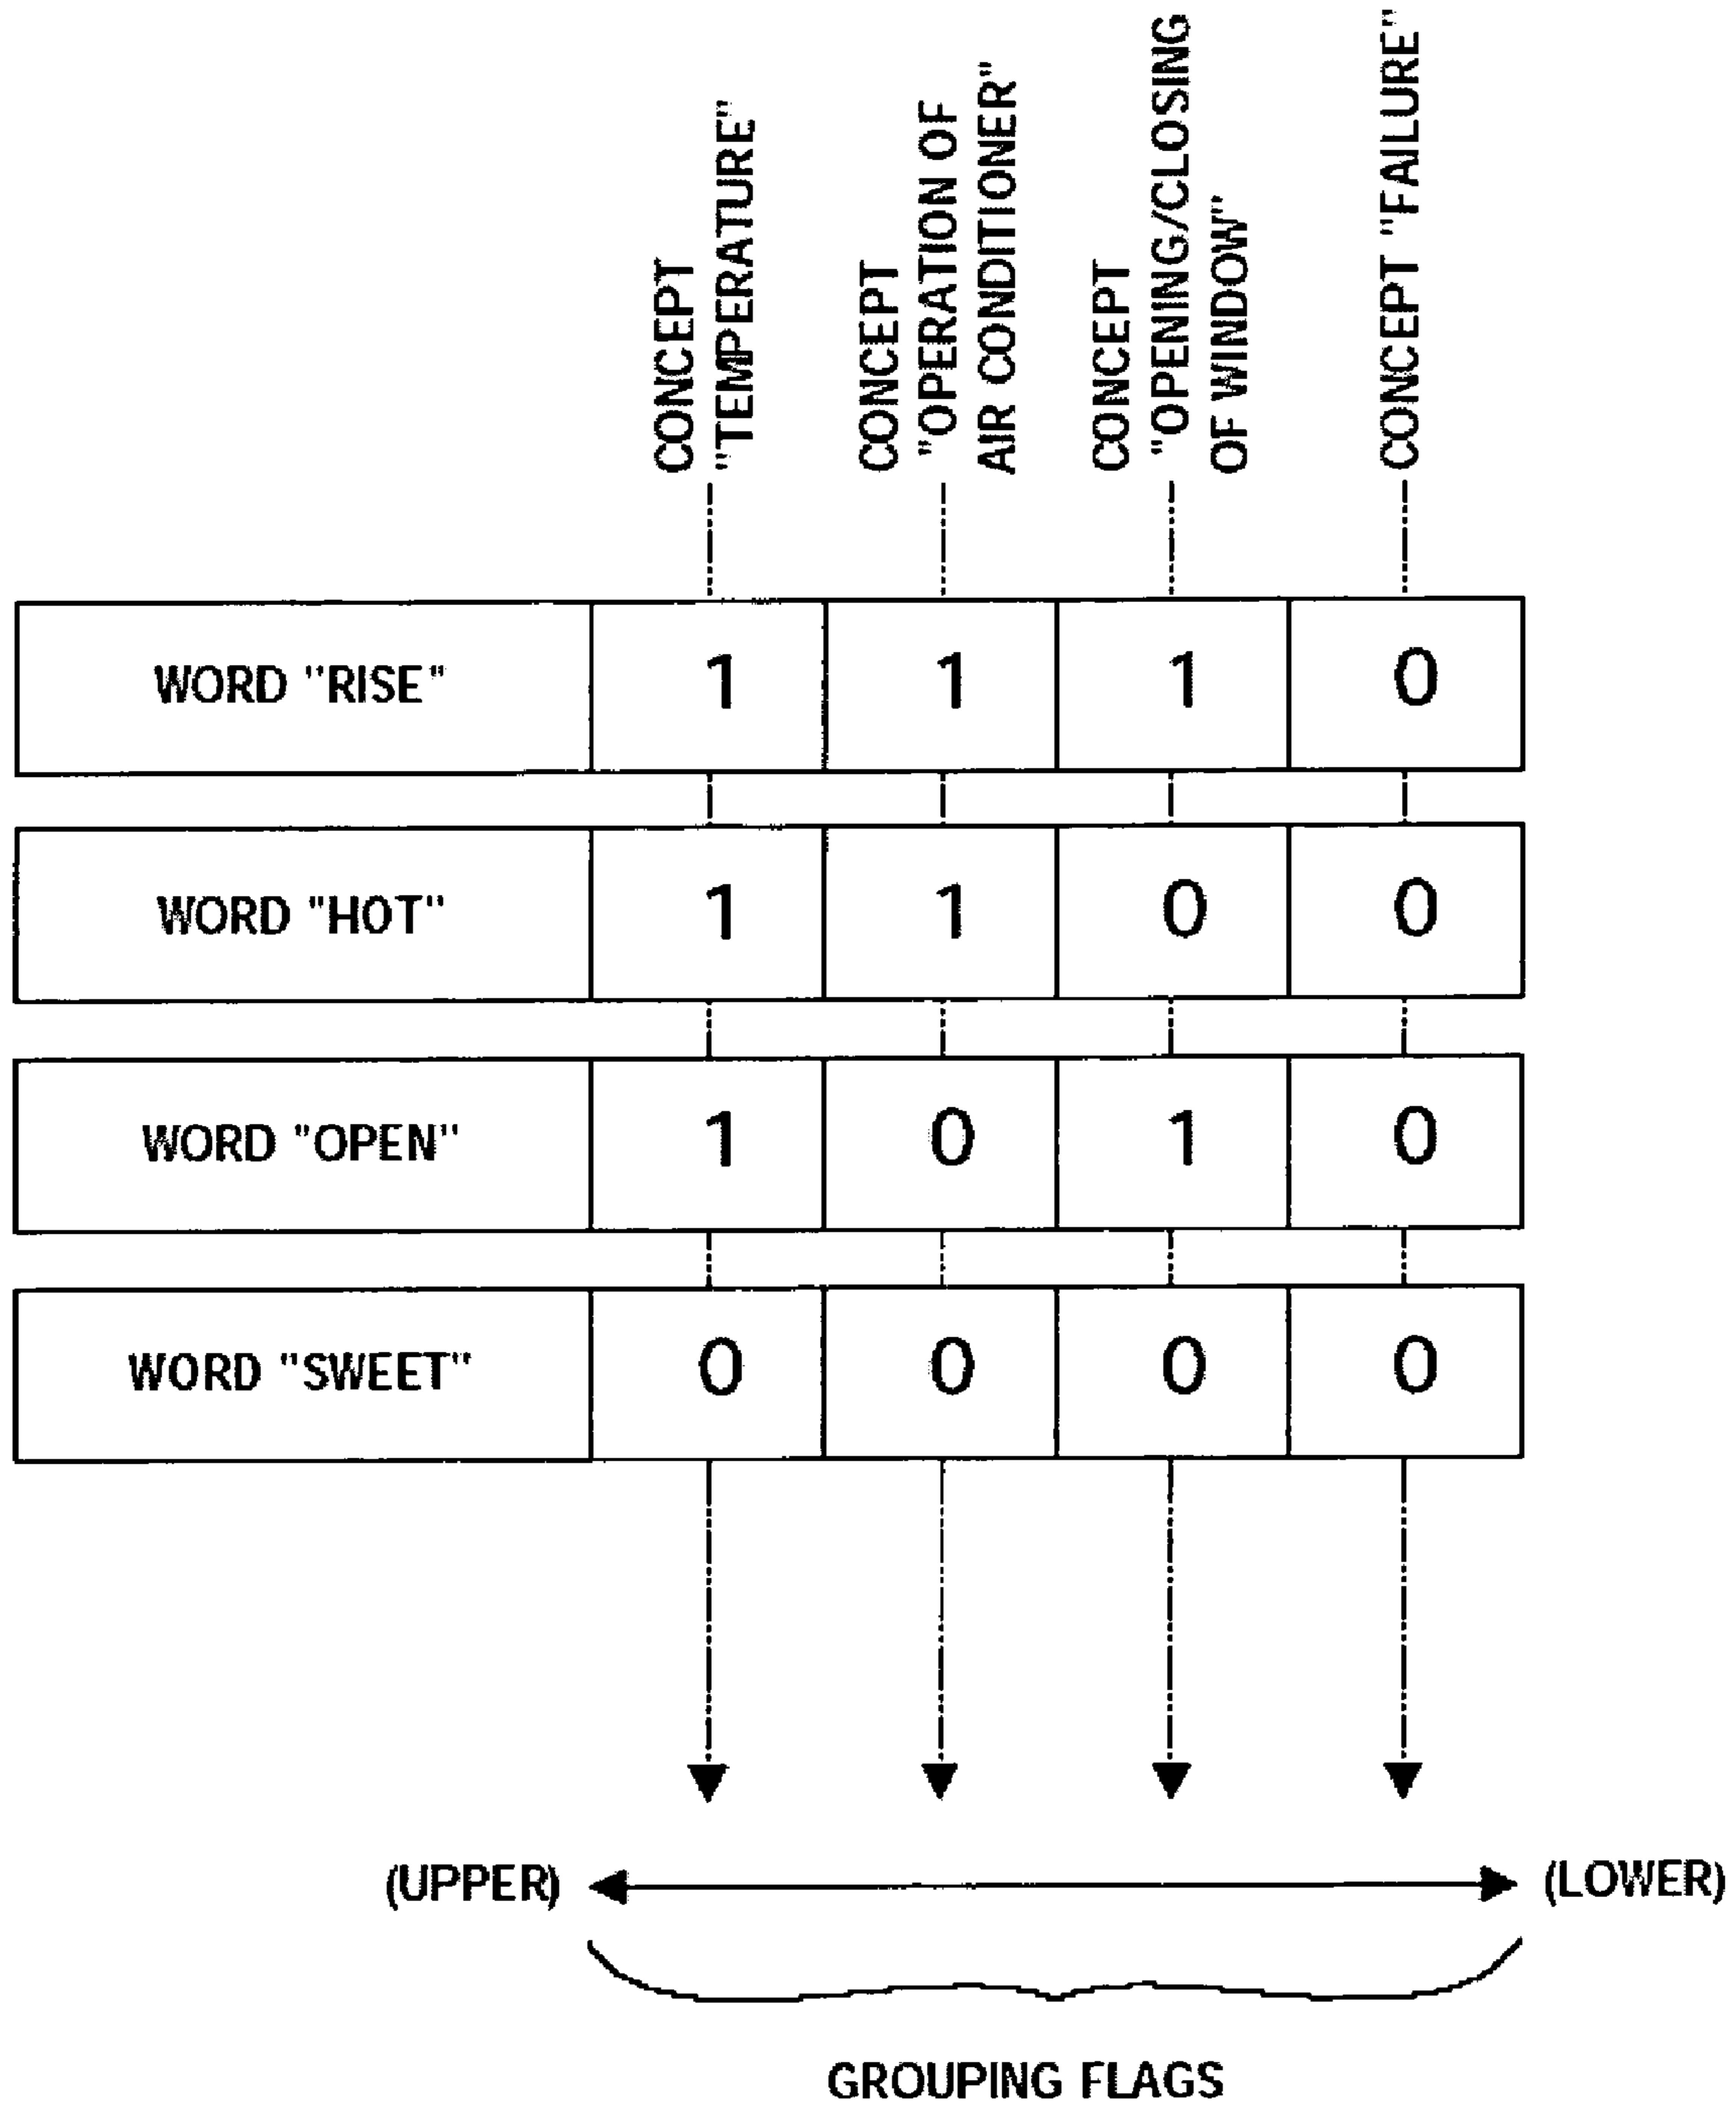 CONCEPT
"TEMPERATURE"
CONCEPT
"OPERATION OF
AIR CONDITIONER"
CONCEPT
"OPENING/CLOSING
OF WINDOW"
CONCEPT "FAILURE"
WORD "RISE" 1 1 1 0
WORD "HOT" 1 1 0 0
WORD "OPEN" 1 0 1 0
WORD "SWEET" 0 0 0 0
(UPPER) (LOWER)
GROUPING FLAGS